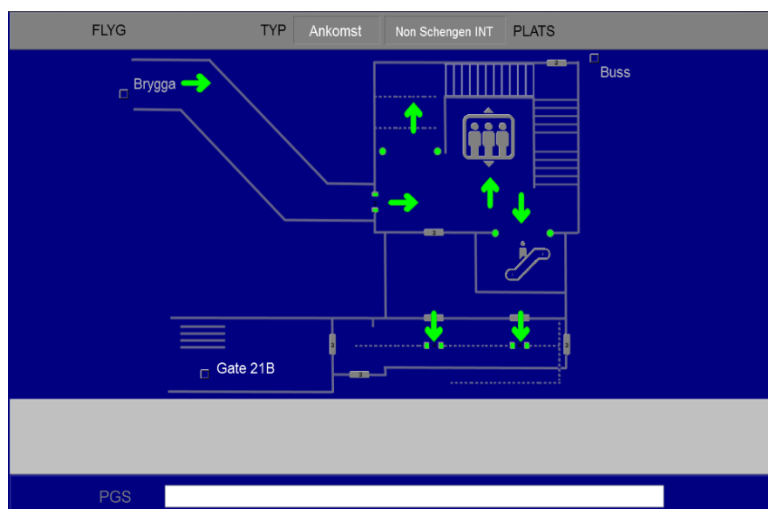 FLYG TYP Ankomst Non Schengen INT PLATS
Buss
Brygga
Gate 21B
PGS